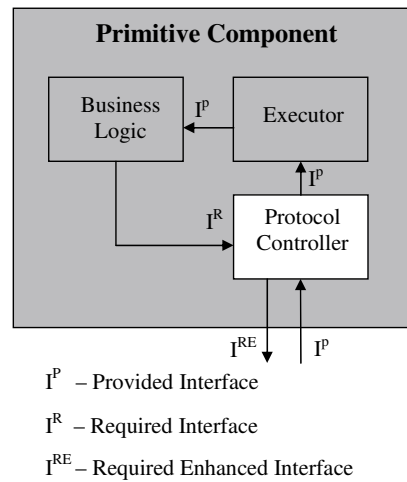 Primitive Component
Business
Logic
I^p
Executor
I^p
I^R
Protocol
Controller
I^RE
I^p
I^P – Provided Interface
I^R – Required Interface
I^RE – Required Enhanced Interface